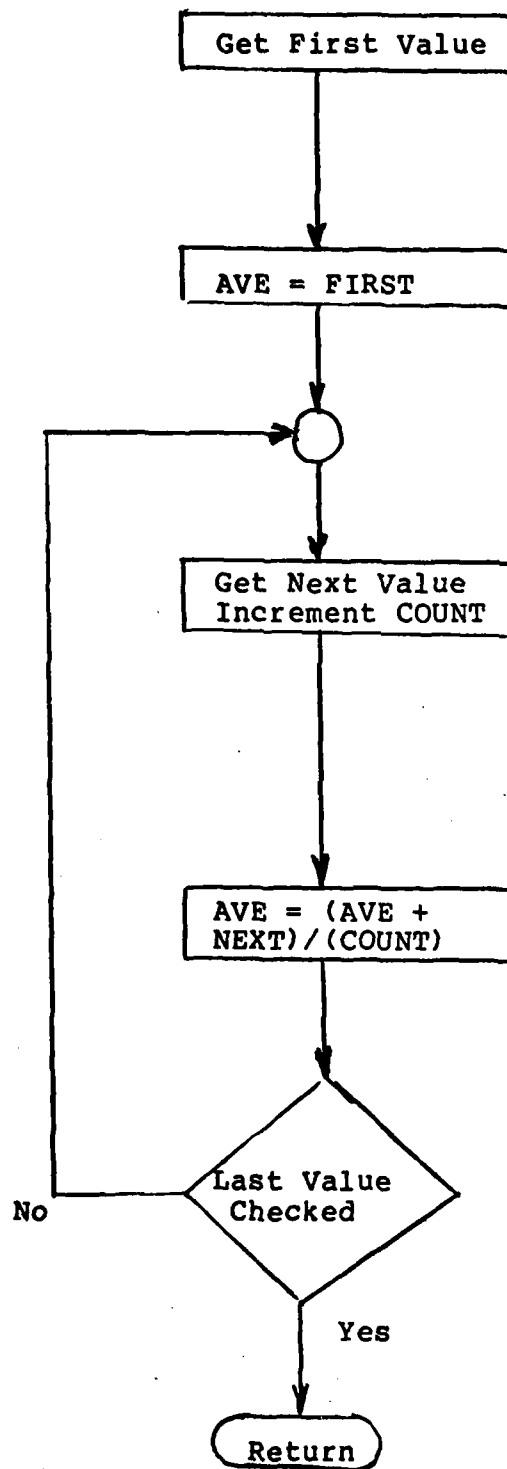 Get First Value
AVE = FIRST
Get Next Value
Increment COUNT
AVE = (AVE +
NEXT)/(COUNT)
Last Value
Checked
No
Yes
Return